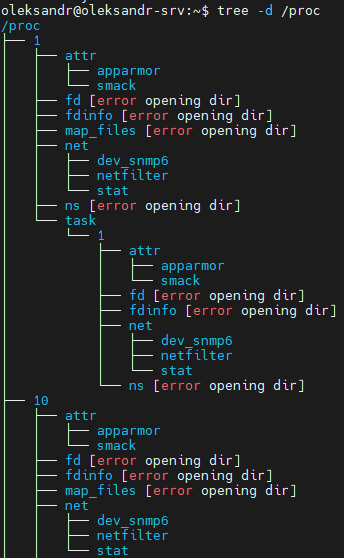 oleksandr@oleksandr-srv:~$ tree -d /proc
/proc
├── 1
│   ├── attr
│   │   ├── apparmor
│   │   └── smack
│   ├── fd [error opening dir]
│   ├── fdinfo [error opening dir]
│   ├── map_files [error opening dir]
│   ├── net
│   │   ├── dev_snmp6
│   │   ├── netfilter
│   │   └── stat
│   ├── ns [error opening dir]
│   └── task
│       └── 1
│           ├── attr
│           │   ├── apparmor
│           │   └── smack
│           ├── fd [error opening dir]
│           ├── fdinfo [error opening dir]
│           ├── net
│           │   ├── dev_snmp6
│           │   ├── netfilter
│           │   └── stat
│           └── ns [error opening dir]
├── 10
│   ├── attr
│   │   ├── apparmor
│   │   └── smack
│   ├── fd [error opening dir]
│   ├── fdinfo [error opening dir]
│   ├── map_files [error opening dir]
│   ├── net
│   │   ├── dev_snmp6
│   │   ├── netfilter
│   │   └── stat